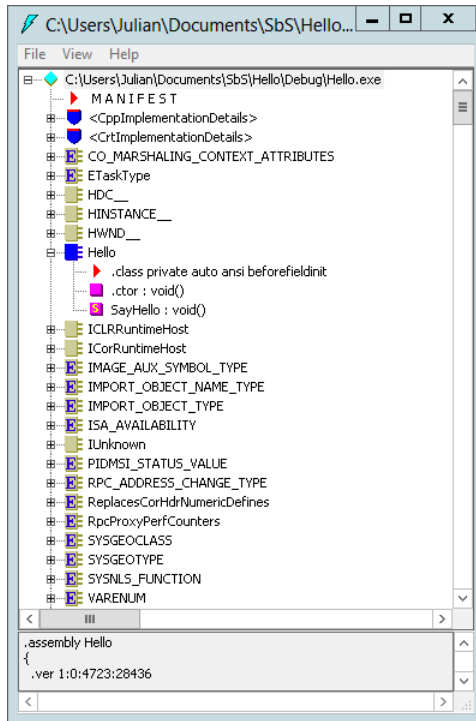 C:\Users\Julian\Documents\SbS\Hello...
File View Help
C:\Users\Julian\Documents\SbS\Hello\Debug\Hello.exe
M A N I F E S T
<CppImplementationDetails>
<CrtImplementationDetails>
E CO_MARSHALING_CONTEXT_ATTRIBUTES
E ETaskType
HDC__
HINSTANCE__
HWND__
Hello
.class private auto ansi beforefieldinit
.ctor : void()
S SayHello : void()
ICLRRuntimeHost
ICorRuntimeHost
E IMAGE_AUX_SYMBOL_TYPE
E IMPORT_OBJECT_NAME_TYPE
E IMPORT_OBJECT_TYPE
E ISA_AVAILABILITY
IUnknown
E PIDMSI_STATUS_VALUE
E RPC_ADDRESS_CHANGE_TYPE
E ReplacesCorHdrNumericDefines
E RpcProxyPerfCounters
E SYSGEOCLASS
E SYSGEOTYPE
E SYSNLS_FUNCTION
E VARENUM
.assembly Hello
{
.ver 1:0:4723:28436